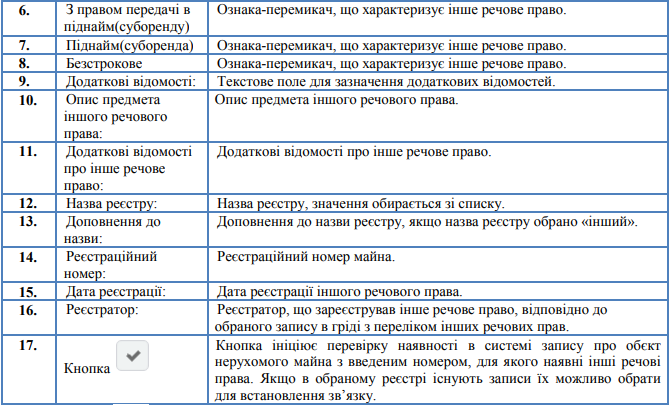 6. З правом передачі в Ознака-перемикач, що характеризує інше речове право.
піднайм(суборенду)
7. Піднайм(суборенда) Ознака-перемикач, що характеризує інше речове право.
8. Безстрокове Ознака-перемикач, що характеризує інше речове право.
9. Додаткові відомості: Текстове поле для зазначення додаткових відомостей.
10. Опис предмета Опис предмета іншого речового права.
іншого речового
права:
11. Додаткові відомості Додаткові відомості про інше речове право.
про інше речове
право:
12. Назва реєстру: Назва реєстру, значення обирається зі списку.
13. Доповнення до Доповнення до назви реєстру, якщо назва реєстру обрано «інший».
назви:
14. Реєстраційний Реєстраційний номер майна.
номер:
15. Дата реєстрації: Дата реєстрації іншого речового права.
16. Реєстратор: Реєстратор, що зареєстрував інше речове право, відповідно до
обраного запису в гріді з переліком інших речових прав.
17. Кнопка Кнопка ініціює перевірку наявності в системі запису про обєкт
нерухомого майна з введеним номером, для якого наявні інші речові
права. Якщо в обраному реєстрі існують записи їх можливо обрати
для встановлення зв’язку.